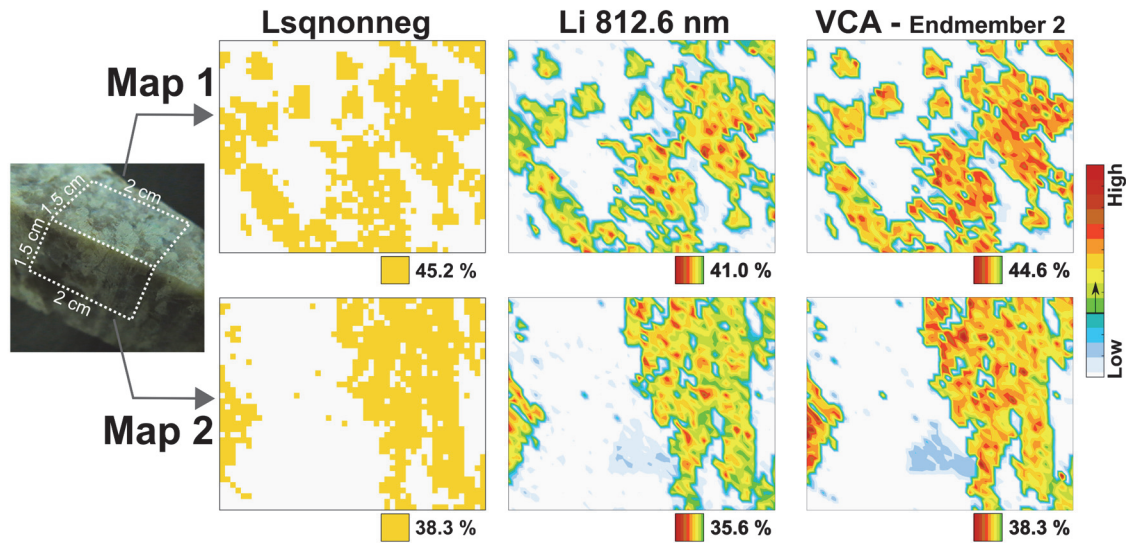 Lsqnonneg
Li 812.6 nm
VCA - Endmember 2
Map 1
2 cm
1.5 cm
1.5 cm
2 cm
45.2 %
41.0 %
44.6 %
High
Low
Map 2
38.3 %
35.6 %
38.3 %